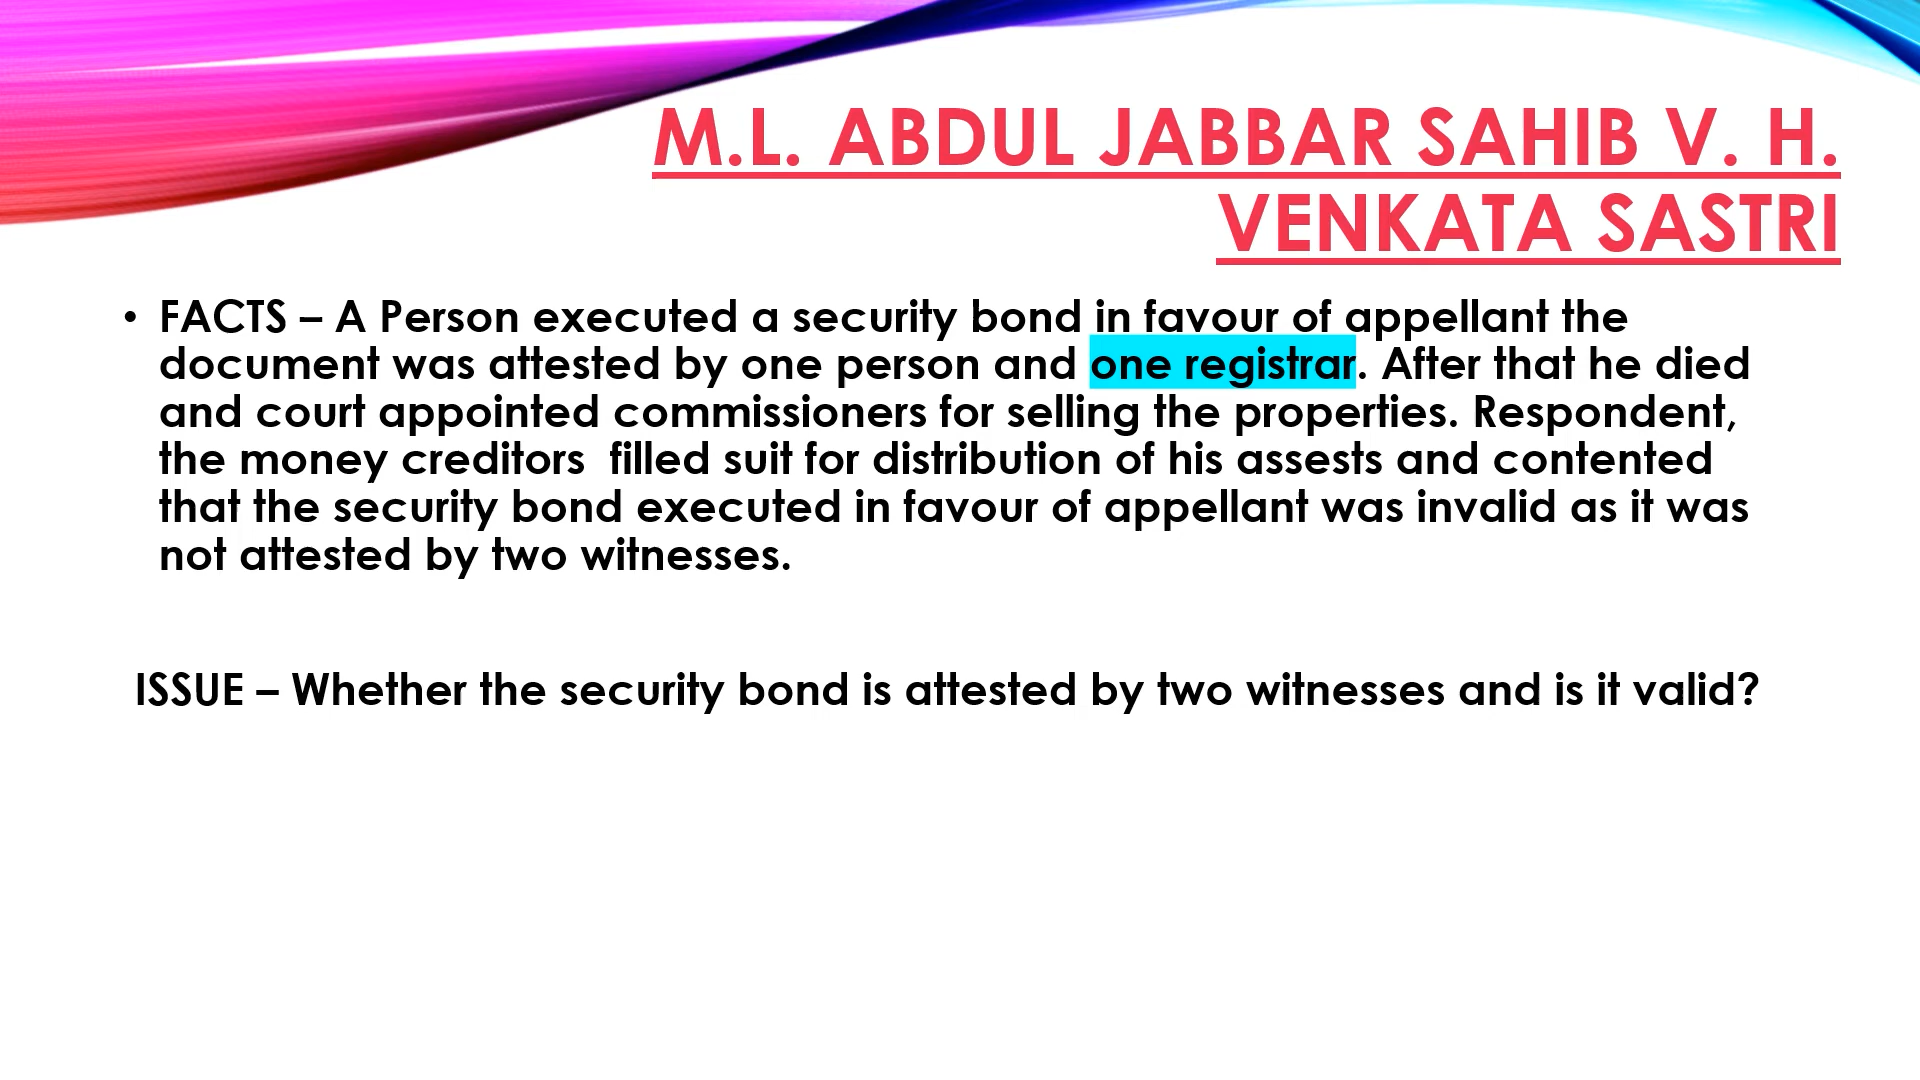 M.L. ABDUL JABBAR SAHIB V. H.
VENKATA SASTRI
• FACTS – A Person executed a security bond in favour of appellant the
document was attested by one person and one registrar. After that he died
and court appointed commissioners for selling the properties. Respondent,
the money creditors  filled suit for distribution of his assests and contented
that the security bond executed in favour of appellant was invalid as it was
not attested by two witnesses.
ISSUE – Whether the security bond is attested by two witnesses and is it valid?